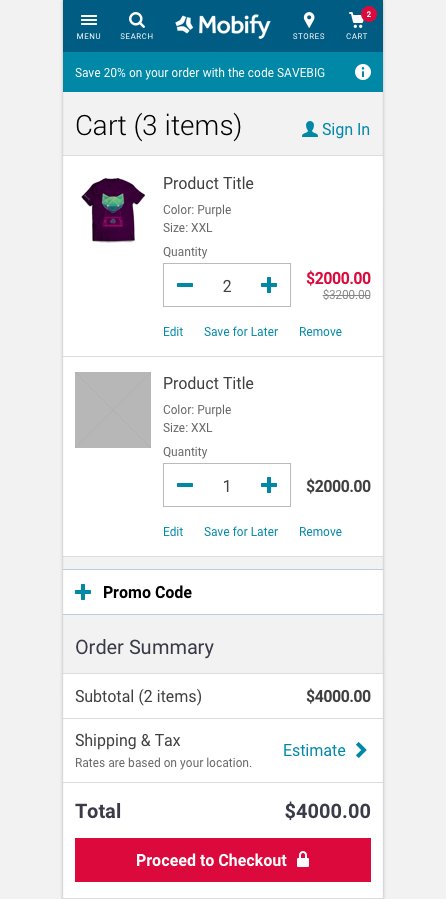 Mobify
2
MENU
SEARCH
STORES
CART
Save 20% on your order with the code SAVEBIG
Cart (3 items)
Sign In
Product Title
Color: Purple
Size: XXL
Quantity
2
$2000.00
$3200.00
Edit Save for Later Remove
Product Title
Color: Purple
Size: XXL
Quantity
1
$2000.00
Edit Save for Later Remove
Promo Code
Order Summary
Subtotal (2 items) $4000.00
Shipping & Tax
Estimate
Rates are based on your location.
Total $4000.00
Proceed to Checkout